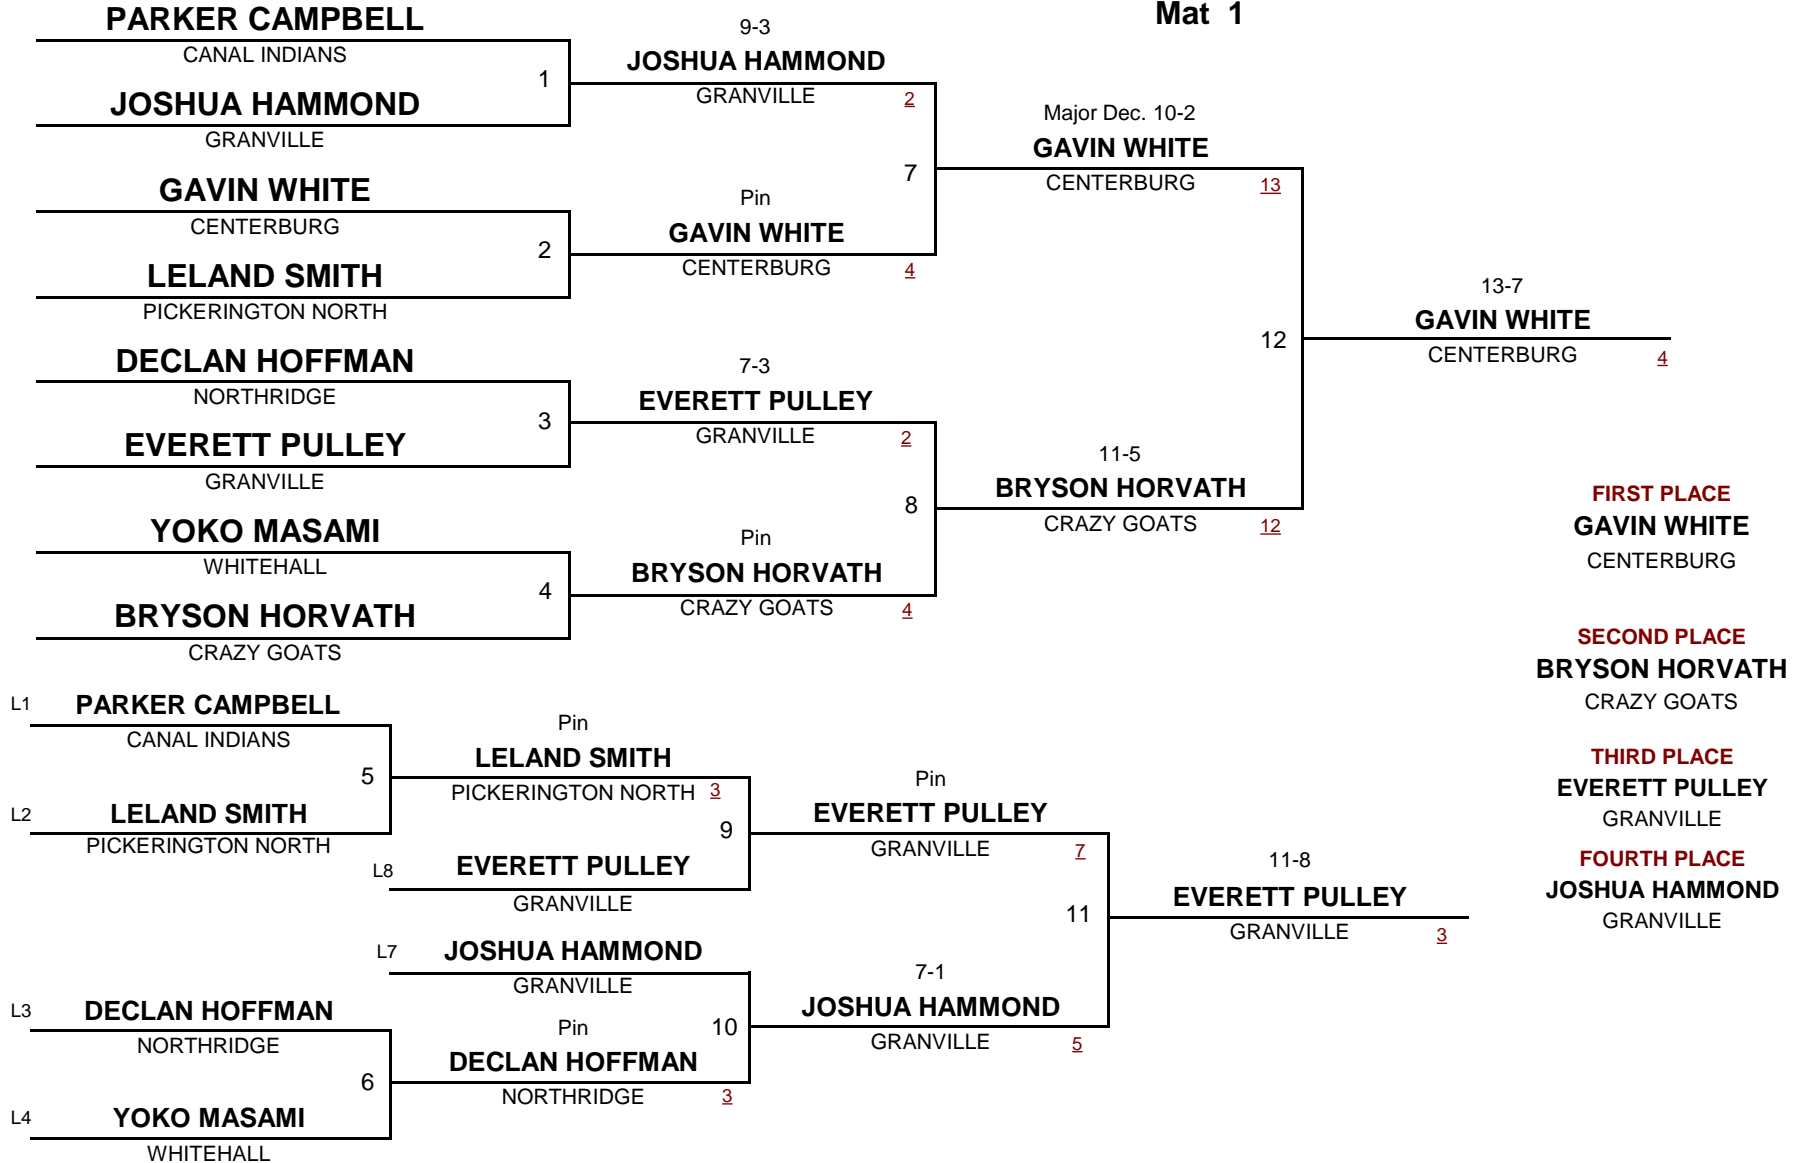 Mat 1
PARKER CAMPBELL
CANAL INDIANS
1
JOSHUA HAMMOND
GRANVILLE
GAVIN WHITE
CENTERBURG
2
LELAND SMITH
PICKERINGTON NORTH
DECLAN HOFFMAN
NORTHRIDGE
3
EVERETT PULLEY
GRANVILLE
YOKO MASAMI
WHITEHALL
4
BRYSON HORVATH
CRAZY GOATS
9-3
JOSHUA HAMMOND
GRANVILLE 2
7
Pin
GAVIN WHITE
CENTERBURG 4
7-3
EVERETT PULLEY
GRANVILLE 2
8
Pin
BRYSON HORVATH
CRAZY GOATS 4
Major Dec. 10-2
GAVIN WHITE
CENTERBURG 13
12
11-5
BRYSON HORVATH
CRAZY GOATS 12
13-7
GAVIN WHITE
CENTERBURG 4
L1 PARKER CAMPBELL
CANAL INDIANS
5
L2 LELAND SMITH
PICKERINGTON NORTH
L3 DECLAN HOFFMAN
NORTHRIDGE
6
L4 YOKO MASAMI
WHITEHALL
Pin
LELAND SMITH
PICKERINGTON NORTH 3
9
L8 EVERETT PULLEY
GRANVILLE
L7 JOSHUA HAMMOND
GRANVILLE
10
Pin
DECLAN HOFFMAN
NORTHRIDGE 3
Pin
EVERETT PULLEY
GRANVILLE 7
11
7-1
JOSHUA HAMMOND
GRANVILLE 5
11-8
EVERETT PULLEY
GRANVILLE 3
FIRST PLACE
GAVIN WHITE
CENTERBURG
SECOND PLACE
BRYSON HORVATH
CRAZY GOATS
THIRD PLACE
EVERETT PULLEY
GRANVILLE
FOURTH PLACE
JOSHUA HAMMOND
GRANVILLE